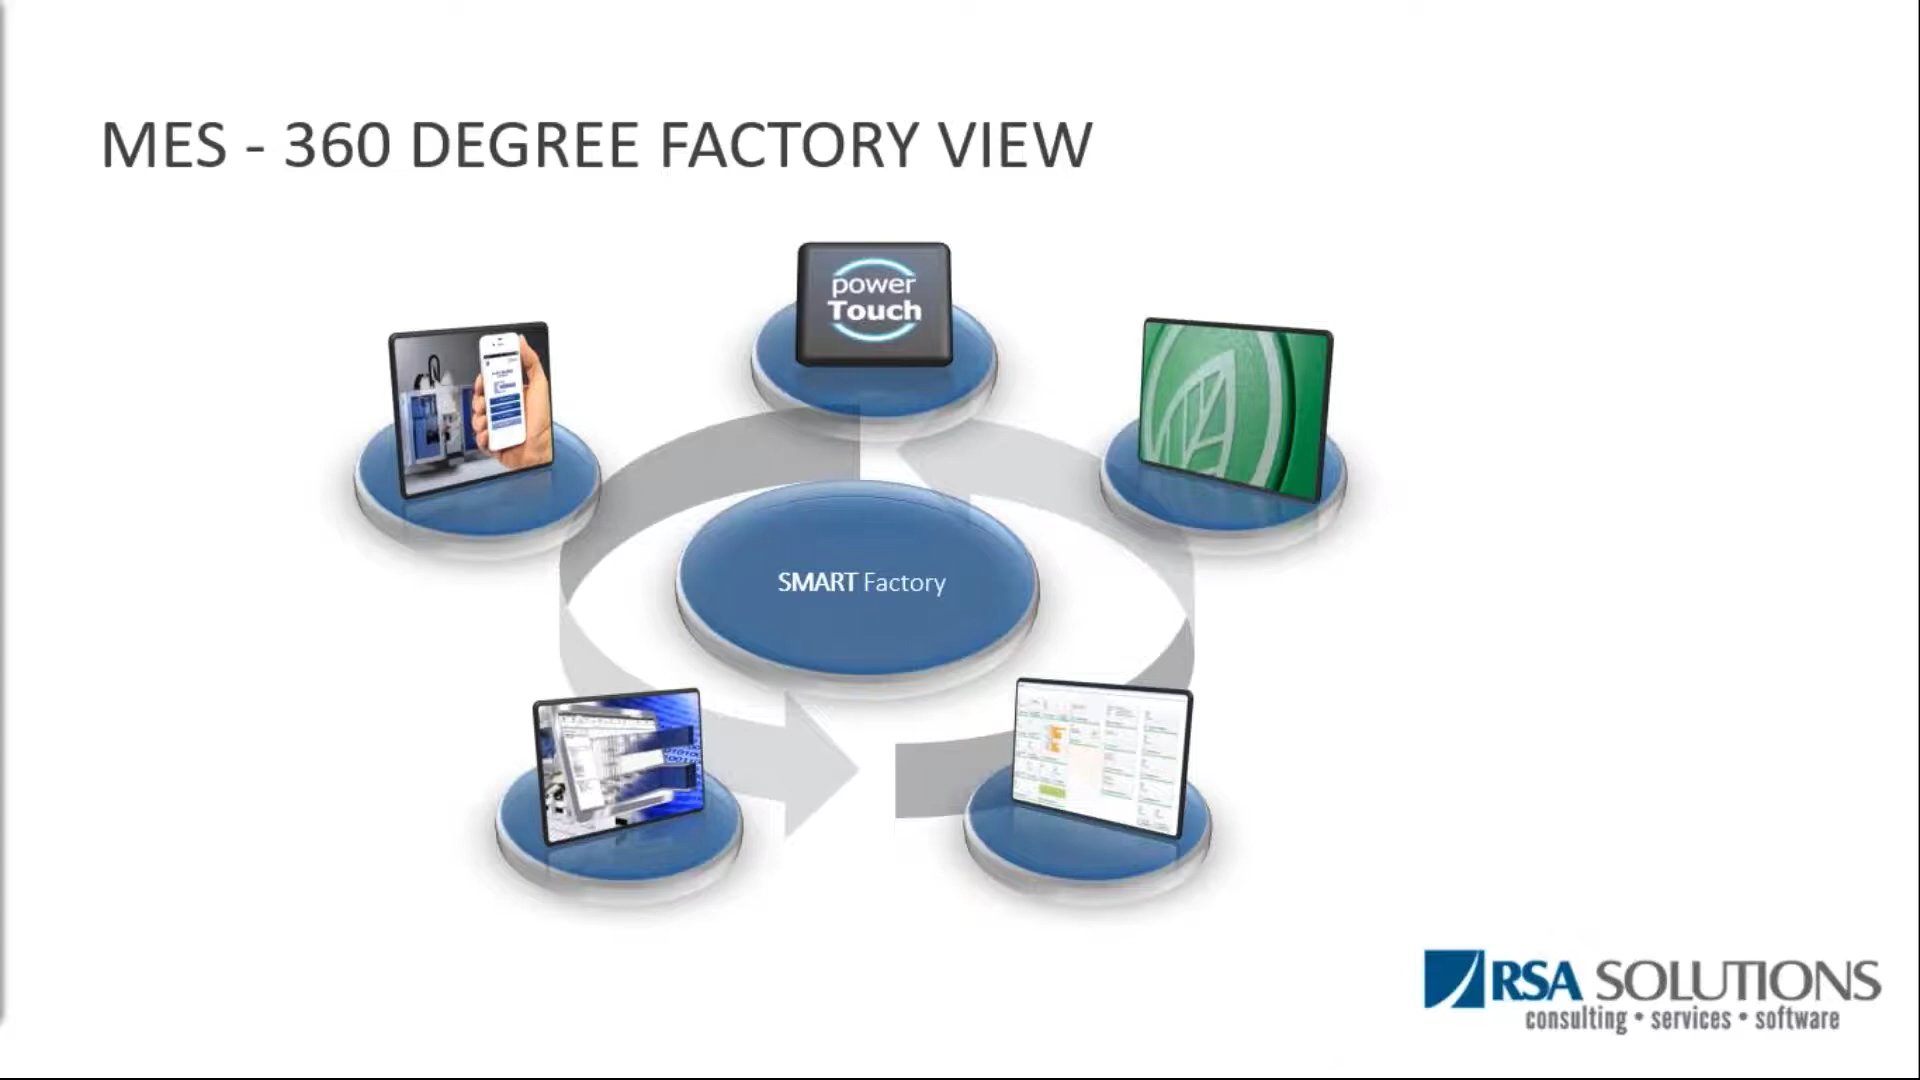 MES - 360 DEGREE FACTORY VIEW
power
Touch
SMART Factory
RSA SOLUTIONS
consulting • services • software